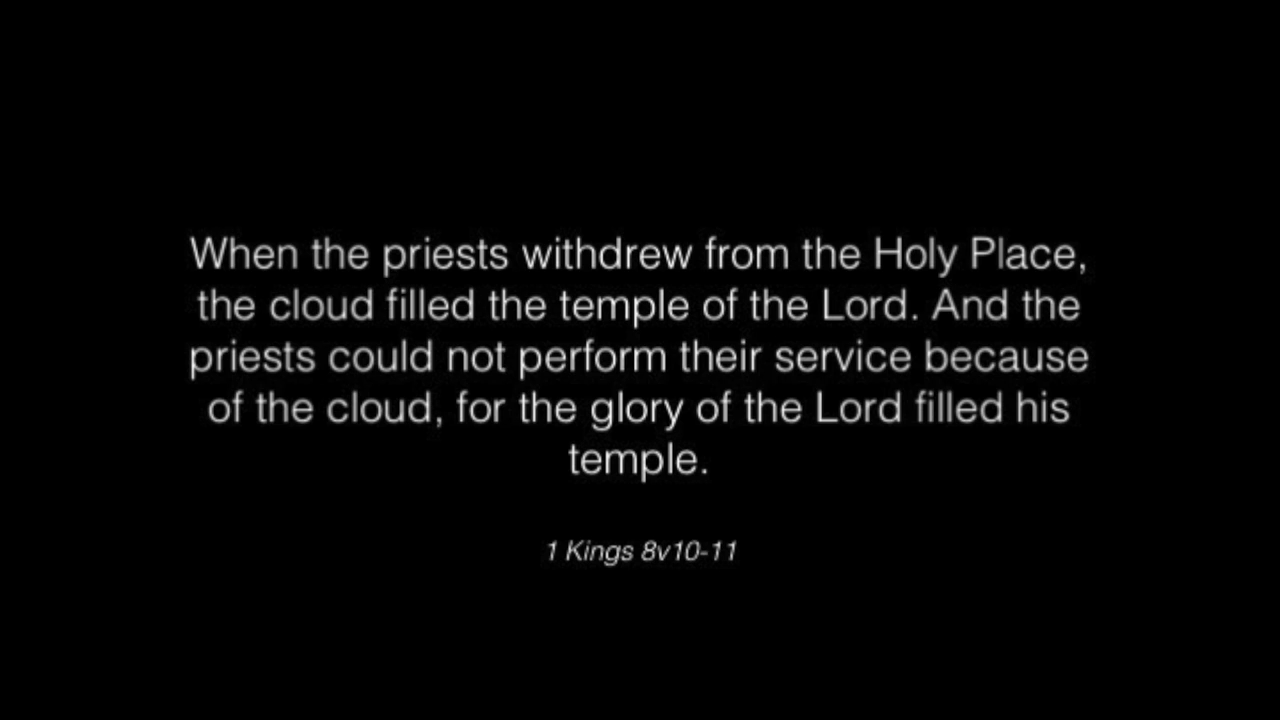 When the priests withdrew from the Holy Place,
the cloud filled the temple of the Lord. And the
priests could not perform their service because
of the cloud, for the glory of the Lord filled his
temple.
1 Kings 8v10-11